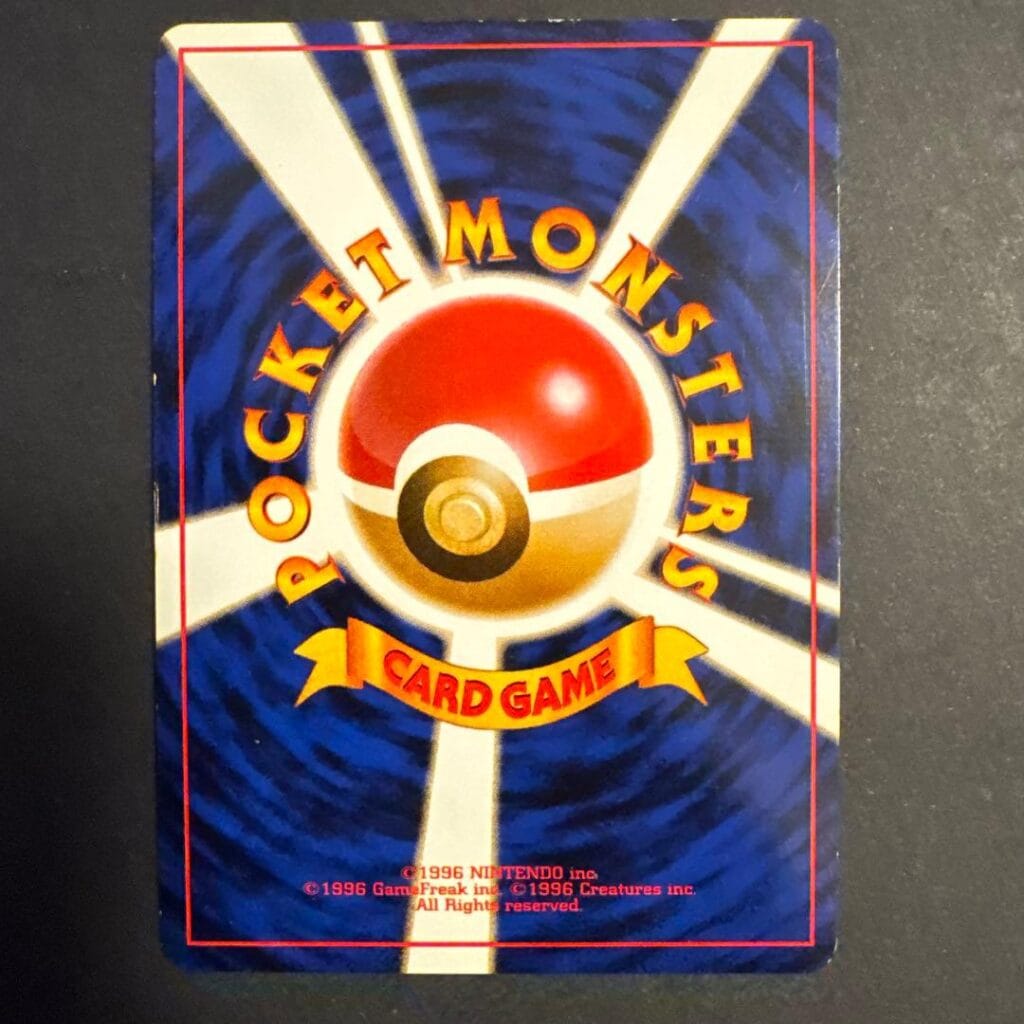 POCKET MONSTERS
CARD GAME
©1996 NINTENDO inc.
©1996 GameFreak inc. ©1996 Creatures inc.
All Rights reserved.